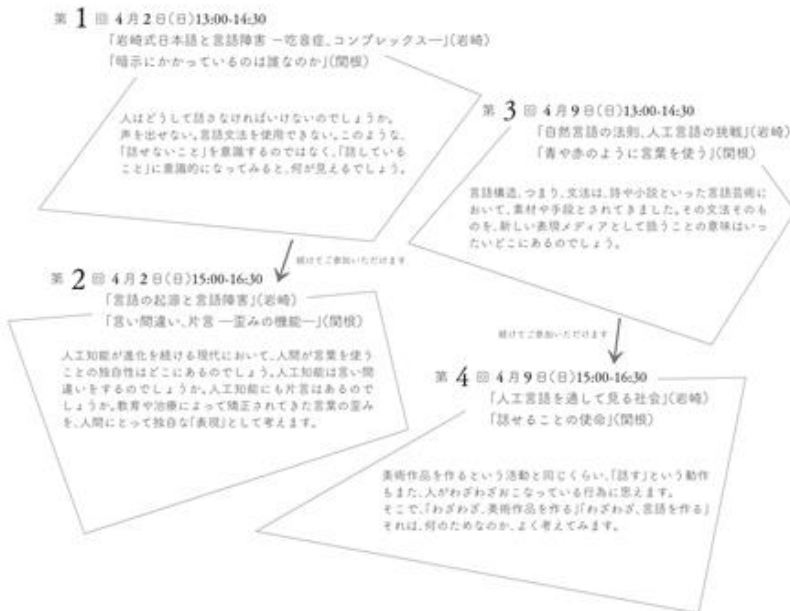 第1回 4月2日(日)13:00-14:30
「岩崎式日本語と言語障害 ―吃音症、コンプレックス―」(岩崎)
「暗示にかかっているのは誰なのか」(関根)
人はどうして話さなければいけないのでしょうか。
声を出せない。言語文法を使用できない。このような、
「話せないこと」を意識するのではなく、「話している
こと」に意識的になってみると、何が見えるでしょう。
続けてご参加いただけます
第2回 4月2日(日)15:00-16:30
「言語の起源と言語障害」(岩崎)
「言い間違い、片言 ―歪みの機能―」(関根)
人工知能が進化を続ける現代において、人間が言葉を使う
ことの独自性はどこにあるのでしょう。人工知能は言い間
違いをするのでしょうか。人工知能にも片言はあるので
しょうか。教育や治療によって矯正されてきた言葉の歪み
を、人間にとって独自な「表現」として考えます。
第3回 4月9日(日)13:00-14:30
「自然言語の法則、人工言語の挑戦」(岩崎)
「青や赤のように言葉を使う」(関根)
言語構造、つまり、文法は、詩や小説といった言語芸術に
おいて、素材や手段とされてきました。その文法そのも
のを、新しい表現メディアとして扱うことの意味はいっ
たいどこにあるのでしょう。
続けてご参加いただけます
第4回 4月9日(日)15:00-16:30
「人工言語を通して見る社会」(岩崎)
「話せることの使命」(関根)
美術作品を作るという活動と同じくらい、「話す」という動作
もまた、人がわざわざおこなっている行為に思えます。
そこで、「わざわざ、美術作品を作る」「わざわざ、言語を作る」
それは、何のためなのか、よく考えてみます。